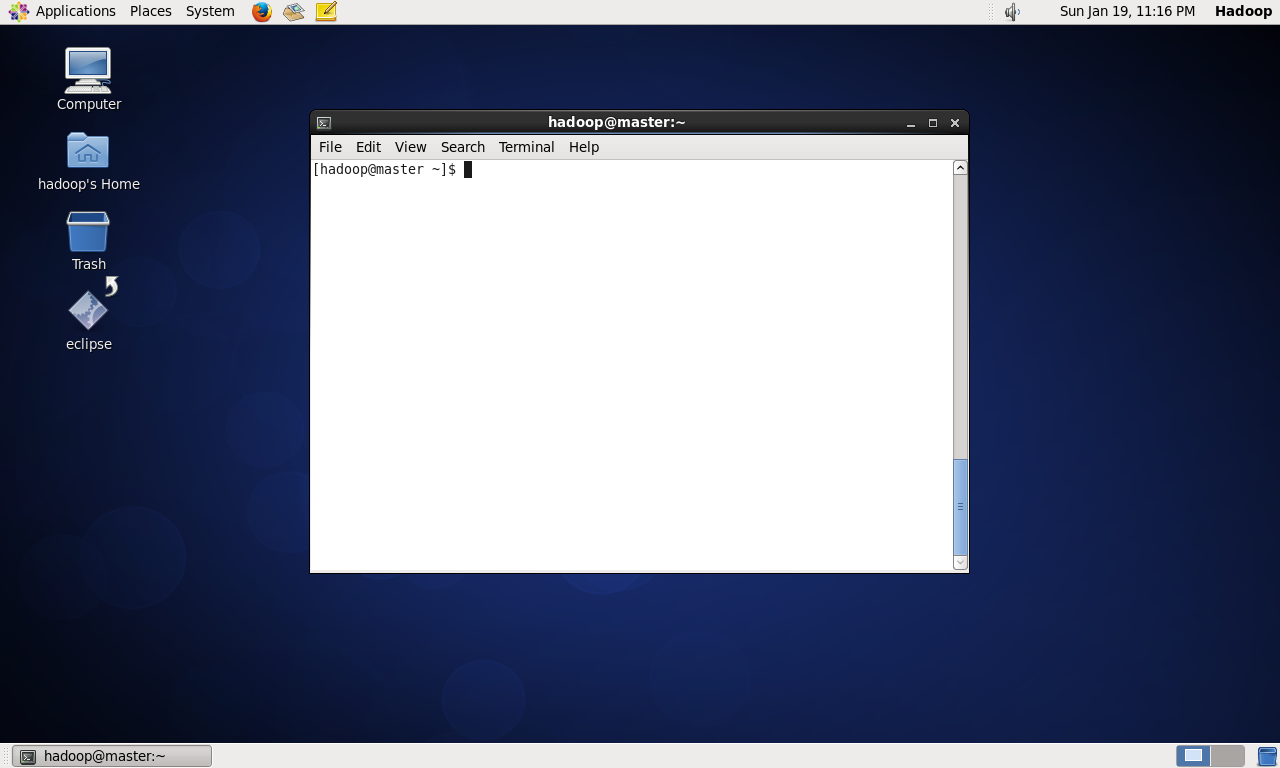 Applications Places System Sun Jan 19, 11:16 PM Hadoop
Computer
hadoop's Home
Trash
eclipse
hadoop@master:~
File Edit View Search Terminal Help
[hadoop@master ~]$
hadoop@master:~